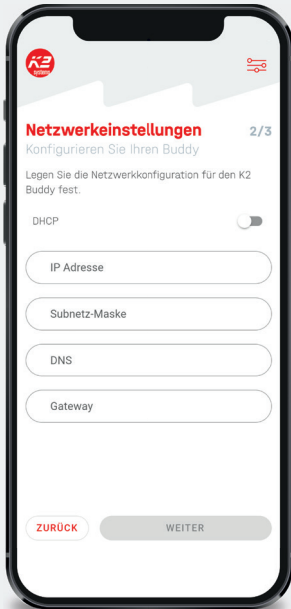 K2
systems
Netzwerkeinstellungen 2/3
Konfigurieren Sie Ihren Buddy
Legen Sie die Netzwerkkonfiguration für den K2
Buddy fest.
DHCP
IP Adresse
Subnetz-Maske
DNS
Gateway
ZURÜCK WEITER